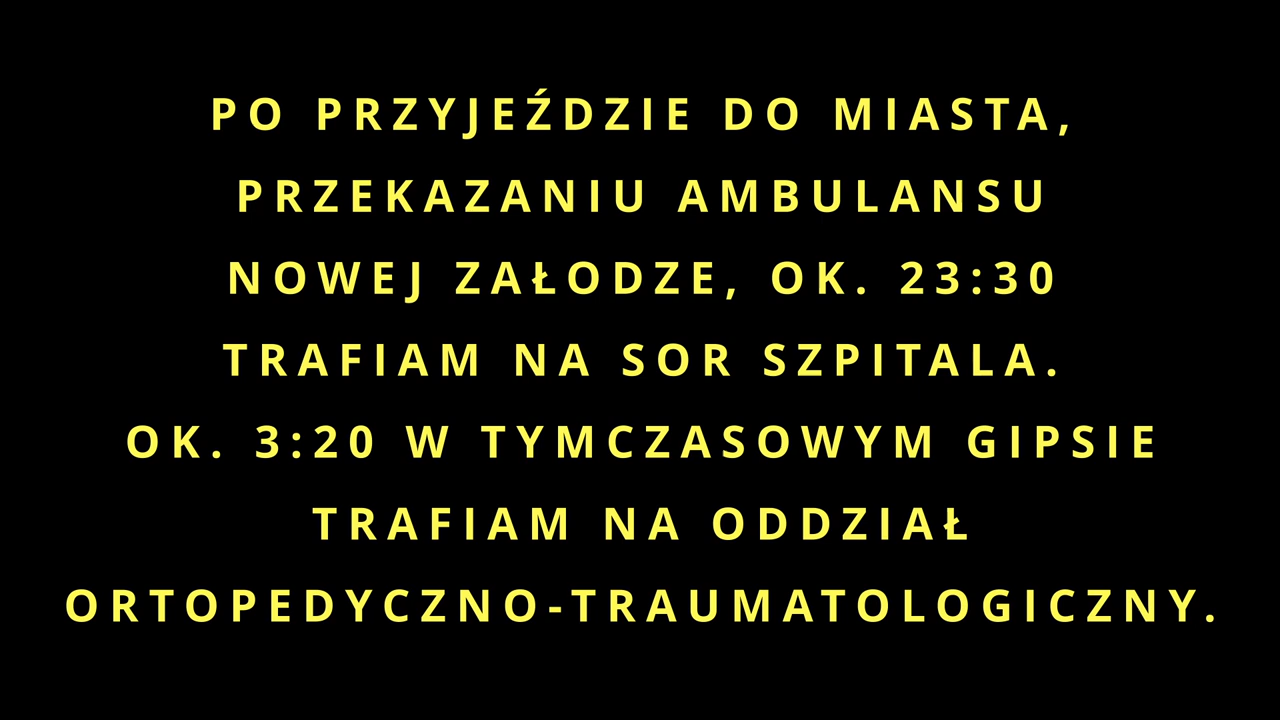 PO PRZYJEŹDZIE DO MIASTA,
PRZEKAZANIU AMBULANSU
NOWEJ ZAŁODZE, OK. 23:30
TRAFIAM NA SOR SZPITALA.
OK. 3:20 W TYMCZASOWYM GIPSIE
TRAFIAM NA ODDZIAŁ
ORTOPEDYCZNO-TRAUMATOLOGICZNY.